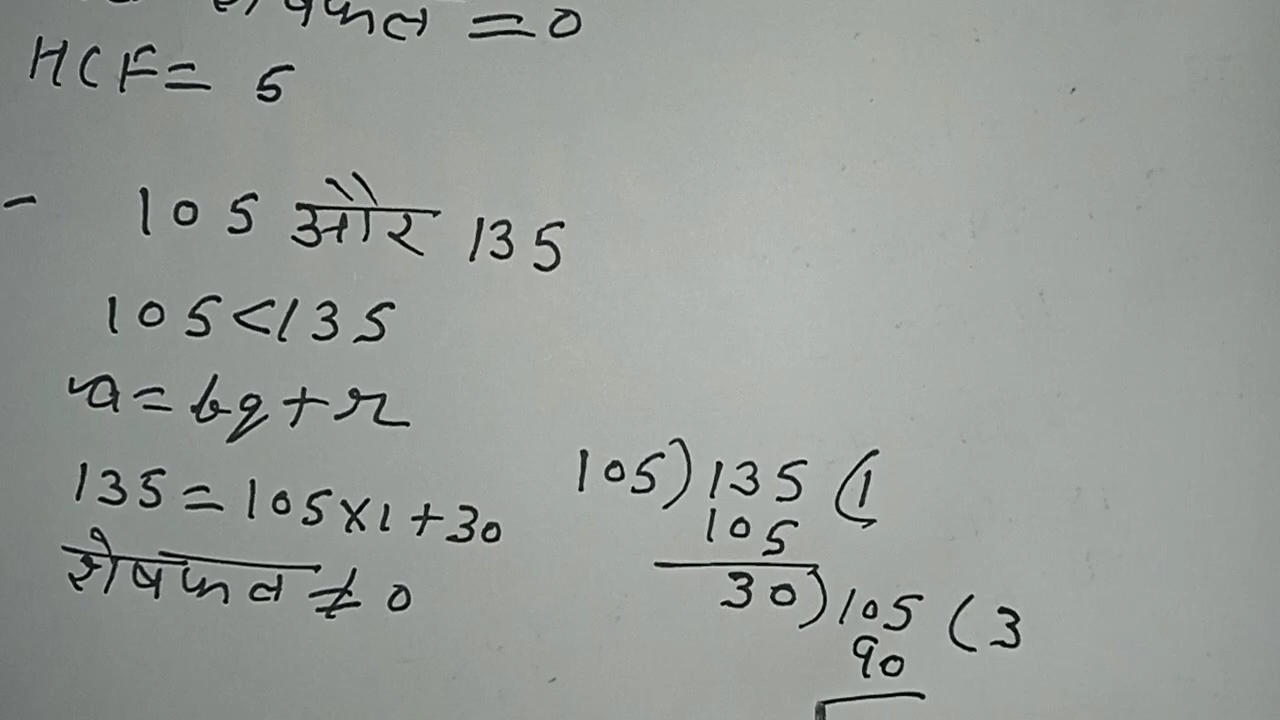 शेषफल = 0
HCF = 5
- 105 और 135
105 < 135
a = bq + r
135 = 105 x 1 + 30
शेषफल ≠ 0
105 ) 135 ( 1
105
30 ) 105 ( 3
90